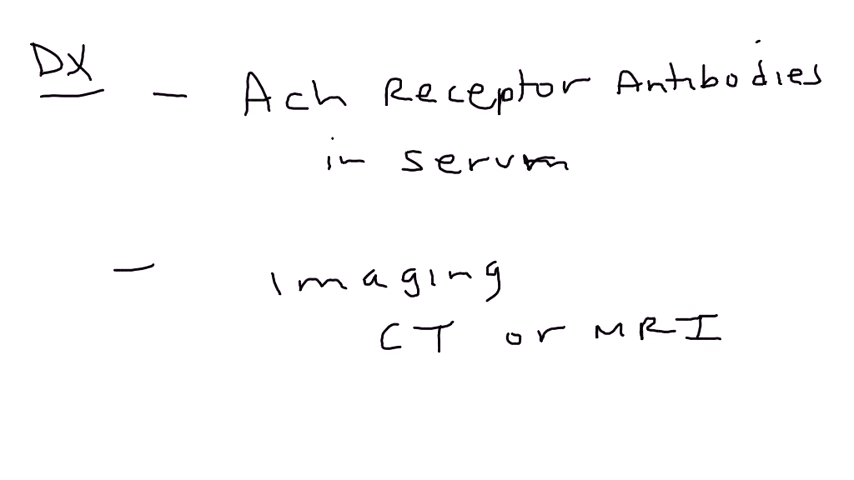 DX - Ach Receptor Antibodies
in serum
- Imaging
CT or MRI